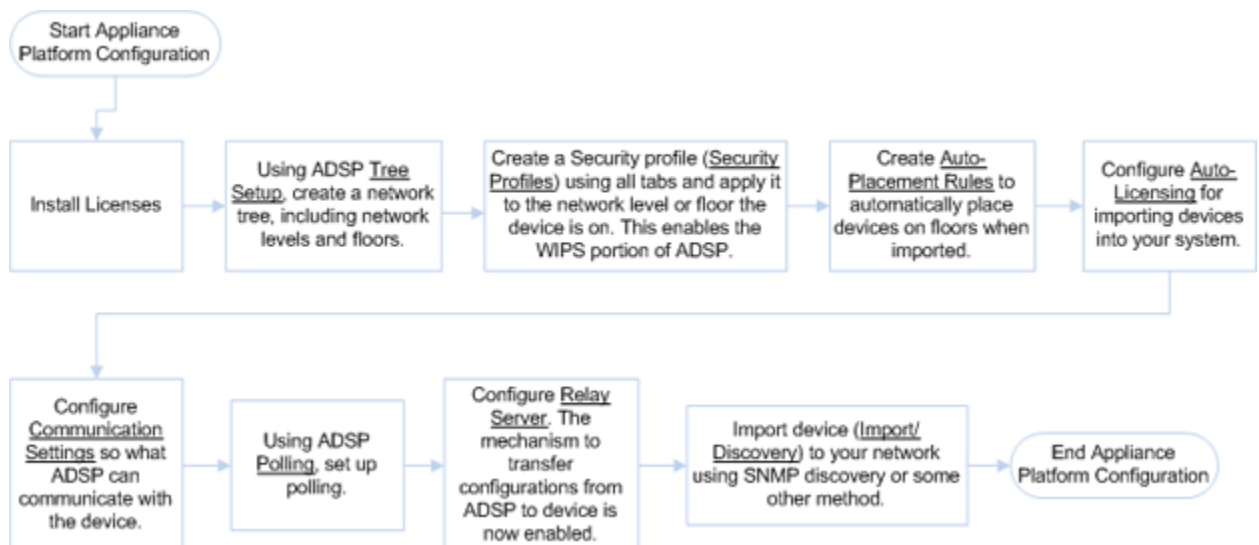 Start Appliance
Platform Configuration
Install Licenses
Using ADSP Tree
Setup, create a network
tree, including network
levels and floors.
Create a Security profile (Security
Profiles) using all tabs and apply it
to the network level or floor the
device is on. This enables the
WIPS portion of ADSP.
Create Auto-
Placement Rules to
automatically place
devices on floors when
imported.
Configure Auto-
Licensing for
importing devices
into your system.
Configure
Communication
Settings so what
ADSP can
communicate with
the device.
Using ADSP
Polling, set up
polling.
Configure Relay
Server. The
mechanism to
transfer
configurations from
ADSP to device is
now enabled.
Import device (Import/
Discovery) to your network
using SNMP discovery or some
other method.
End Appliance
Platform Configuration